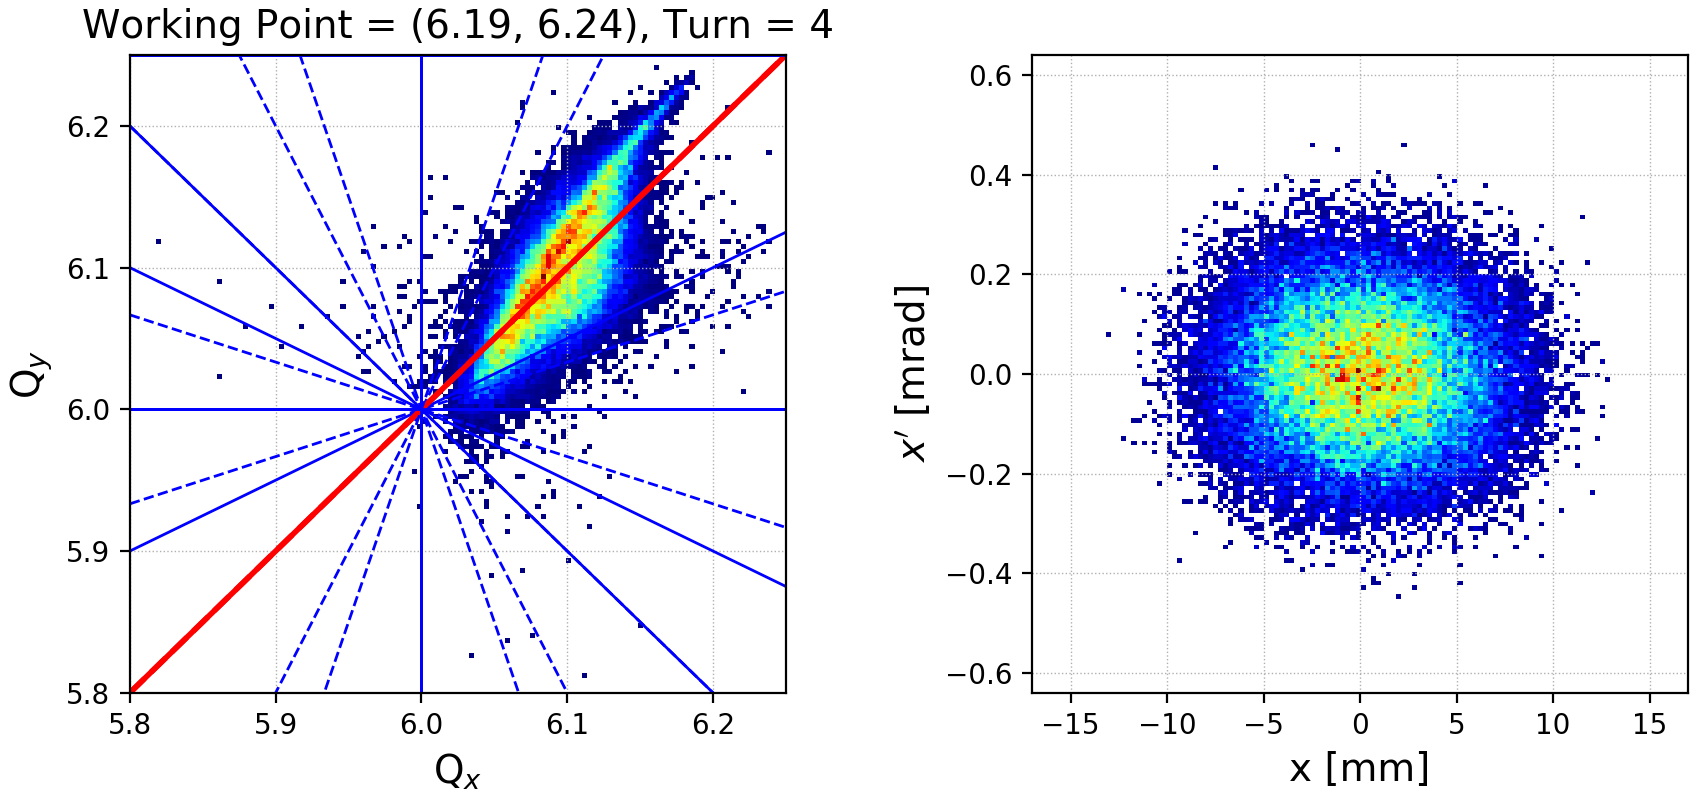 Working Point = (6.19, 6.24), Turn = 4
6.2
6.1
6.0
5.9
5.8
Q_y
5.8 5.9 6.0 6.1 6.2
Q_x
0.6
0.4
0.2
0.0
−0.2
−0.4
−0.6
x′ [mrad]
−15 −10 −5 0 5 10 15
x [mm]